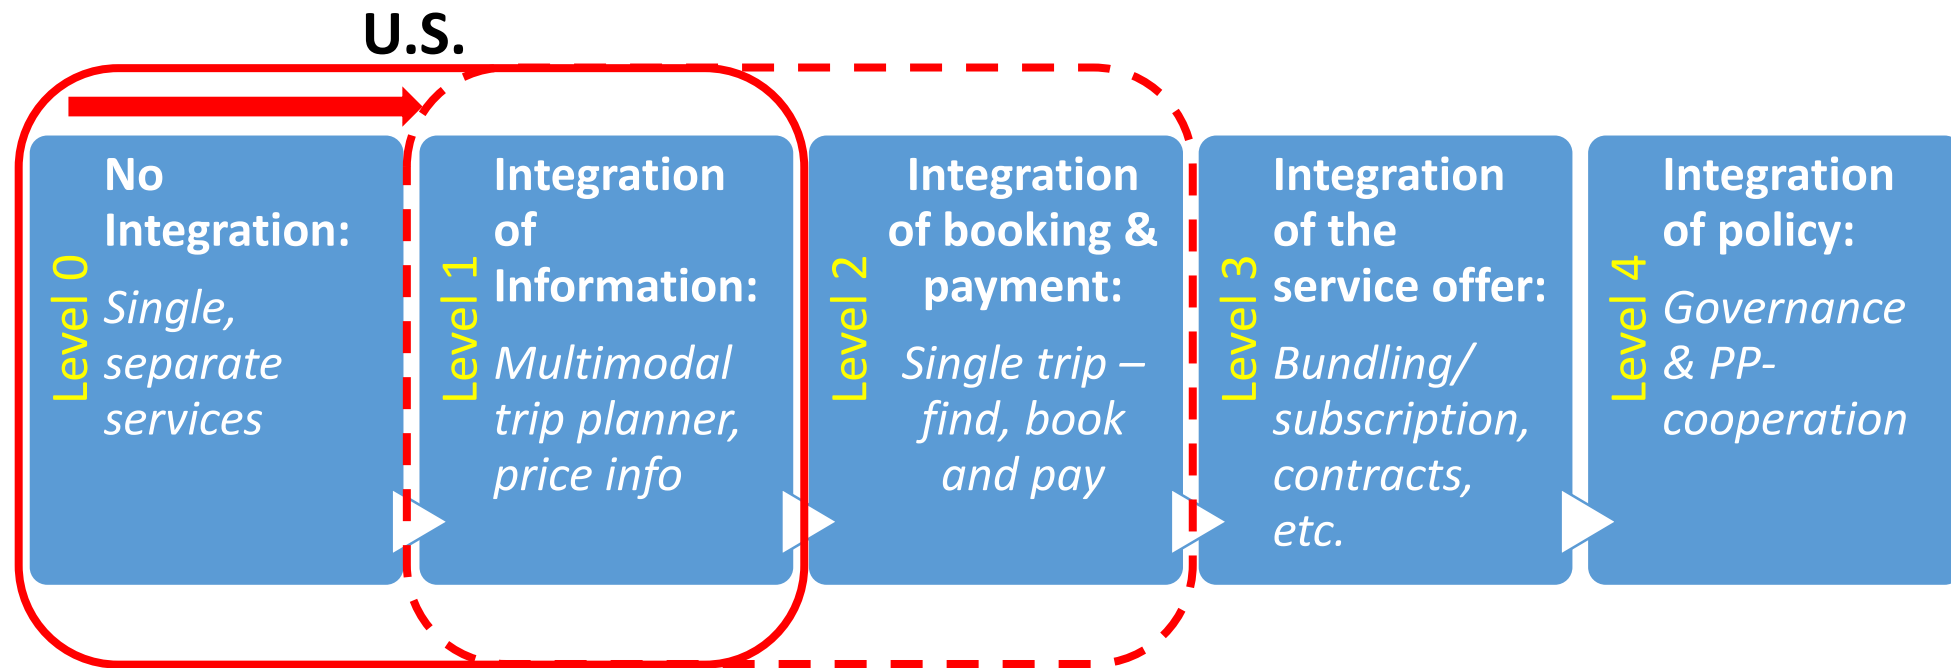 U.S.
Level 0
No
Integration:
Single,
separate
services
Level 1
Integration
of
Information:
Multimodal
trip planner,
price info
Level 2
Integration
of booking &
payment:
Single trip –
find, book
and pay
Level 3
Integration
of the
service offer:
Bundling/
subscription,
contracts,
etc.
Level 4
Integration
of policy:
Governance
& PP-
cooperation